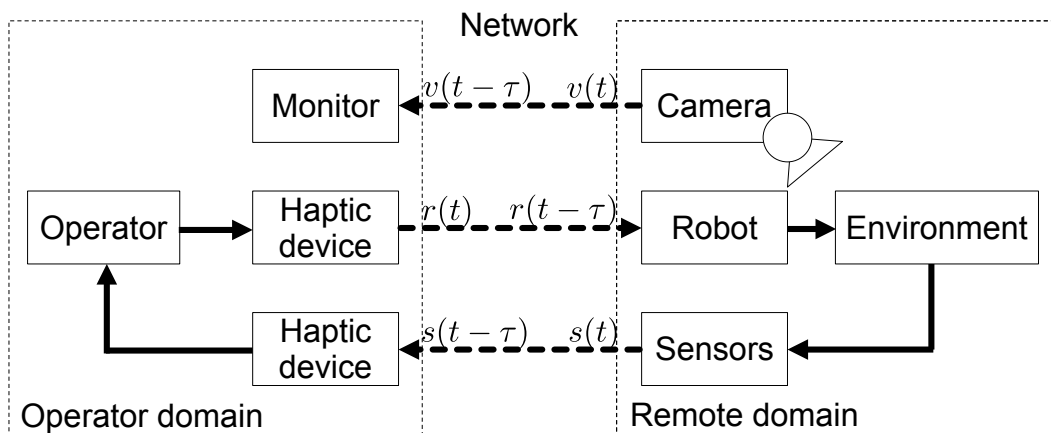 Network
Monitor
v(t − τ)
v(t)
Camera
Operator
Haptic
device
r(t)
r(t − τ)
Robot
Environment
Haptic
device
s(t − τ)
s(t)
Sensors
Operator domain
Remote domain